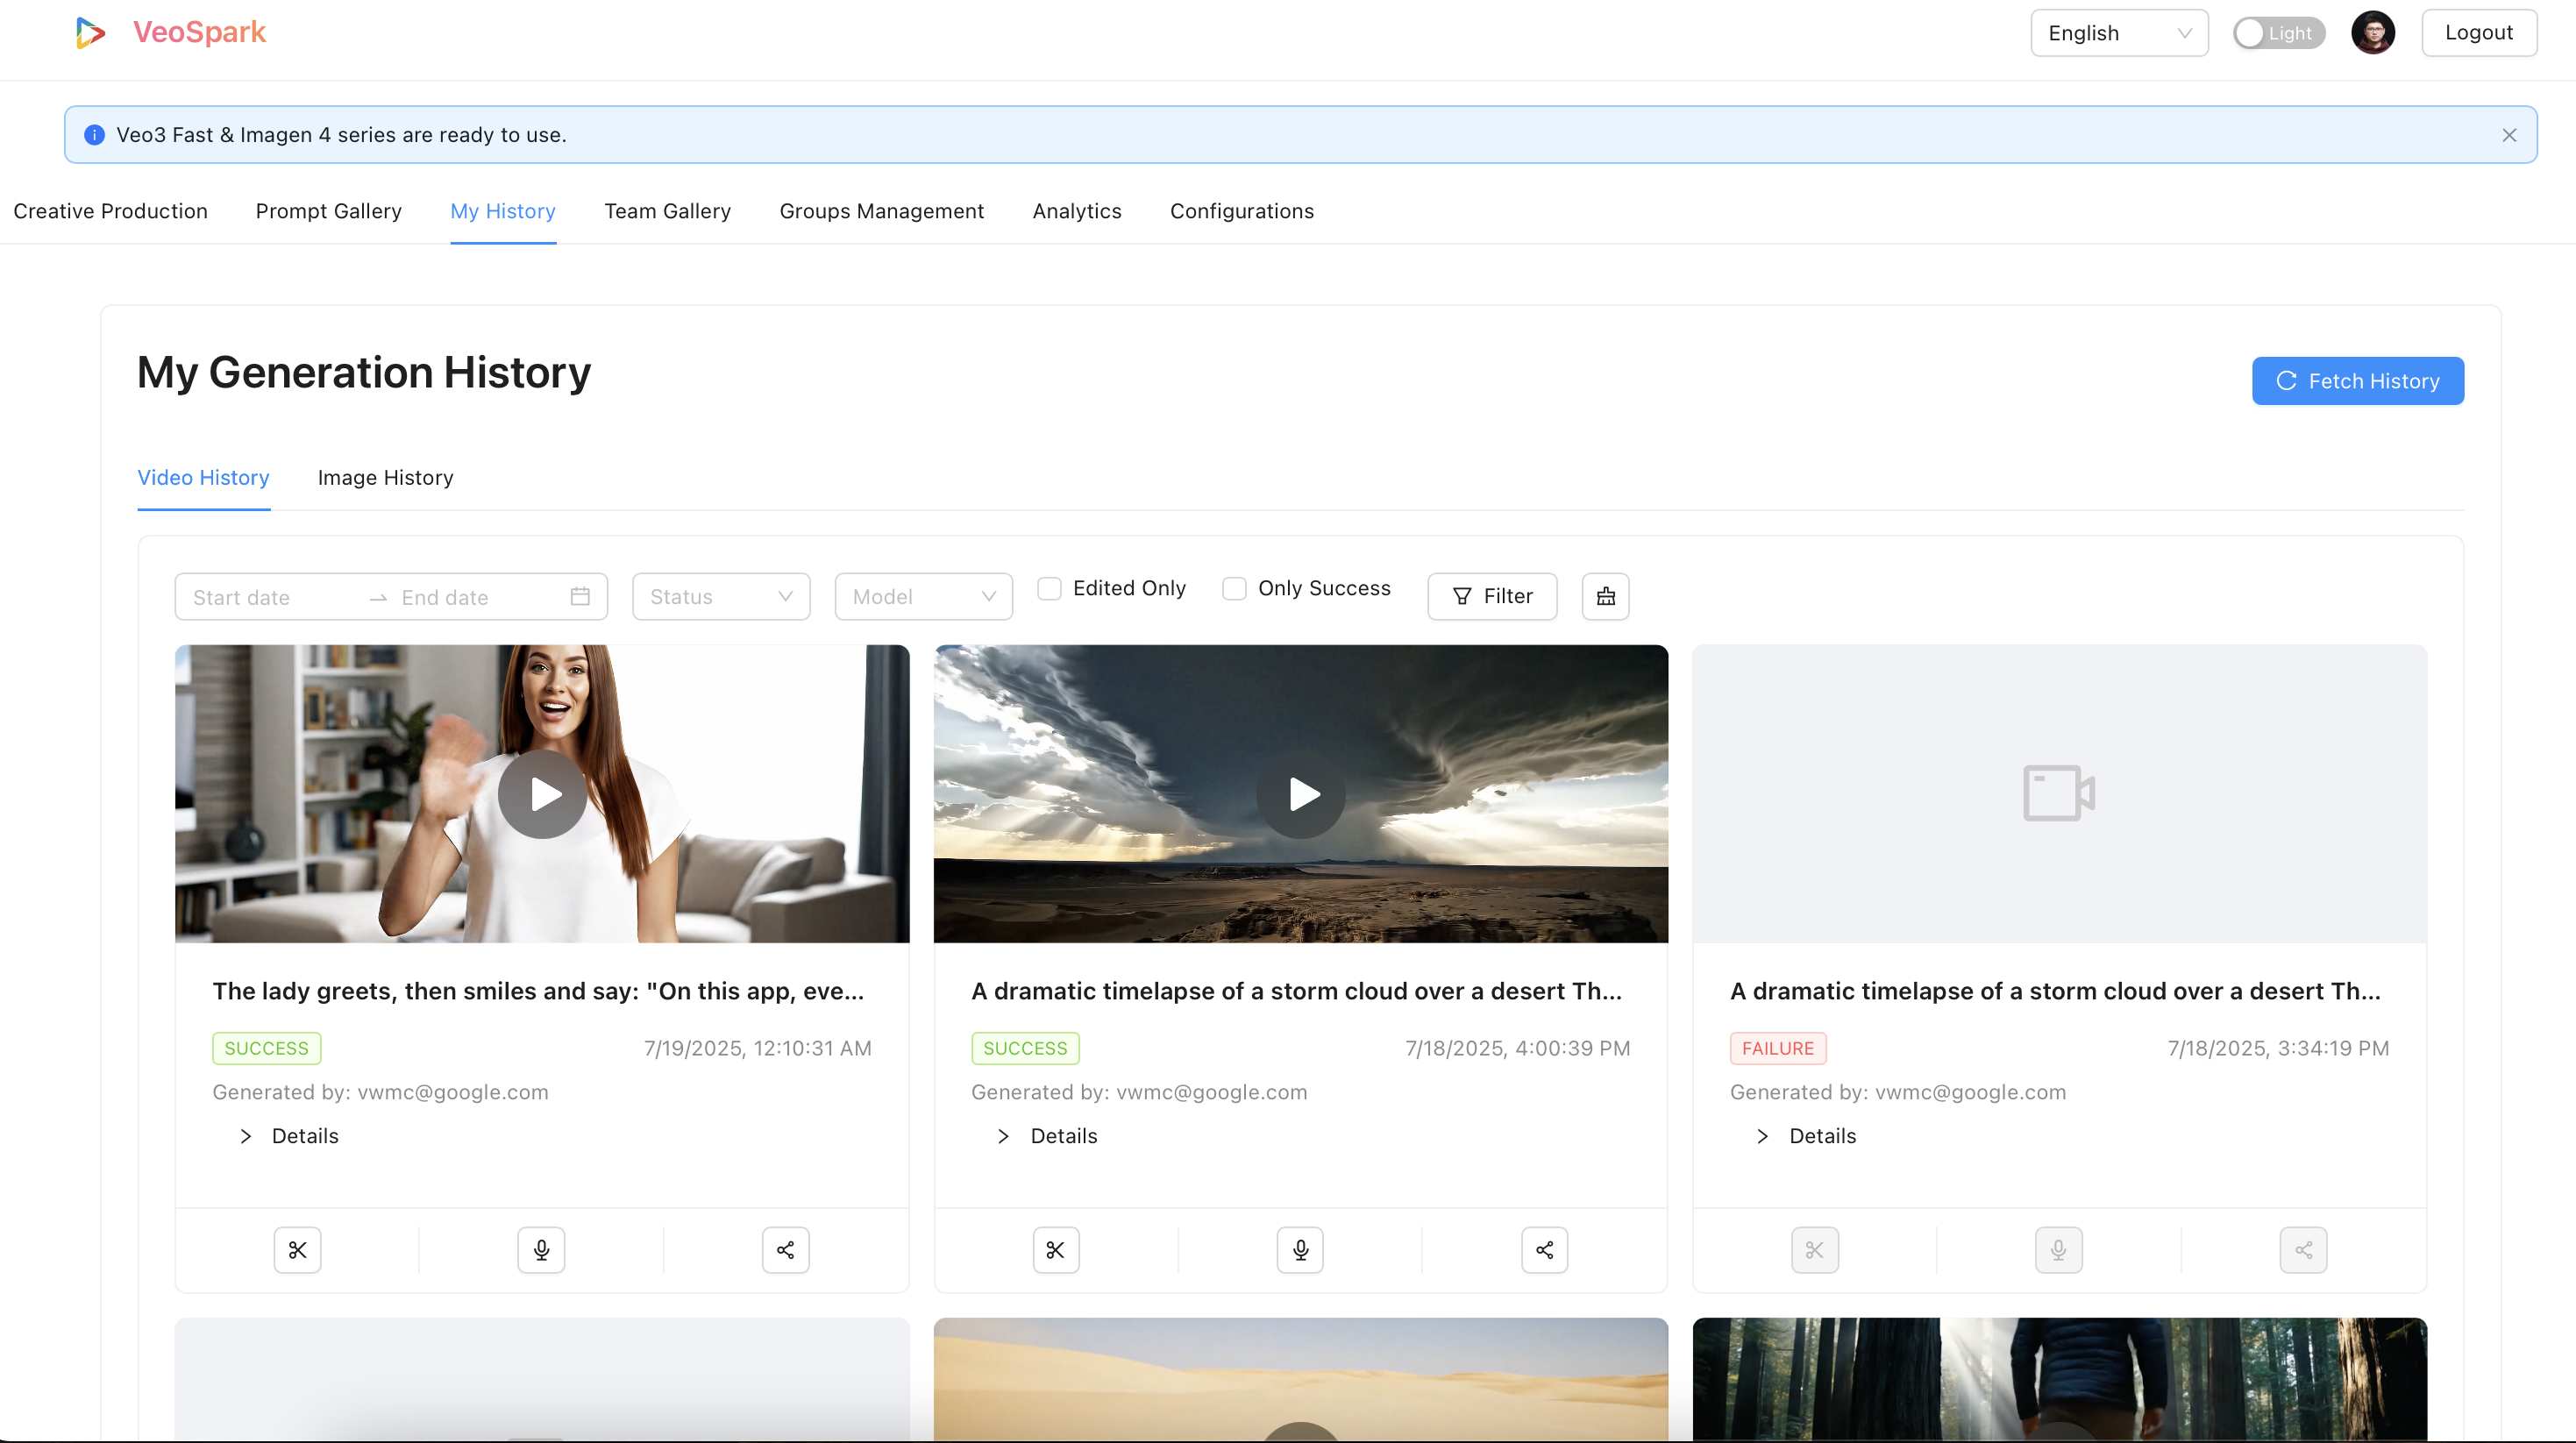 VeoSpark
English
Light
Logout
Veo3 Fast & Imagen 4 series are ready to use.
Creative Production
Prompt Gallery
My History
Team Gallery
Groups Management
Analytics
Configurations
My Generation History
Fetch History
Video History
Image History
Start date
End date
Status
Model
Edited Only
Only Success
Filter
The lady greets, then smiles and say: "On this app, eve...
SUCCESS
7/19/2025, 12:10:31 AM
Generated by: vwmc@google.com
Details
A dramatic timelapse of a storm cloud over a desert Th...
SUCCESS
7/18/2025, 4:00:39 PM
Generated by: vwmc@google.com
Details
A dramatic timelapse of a storm cloud over a desert Th...
FAILURE
7/18/2025, 3:34:19 PM
Generated by: vwmc@google.com
Details